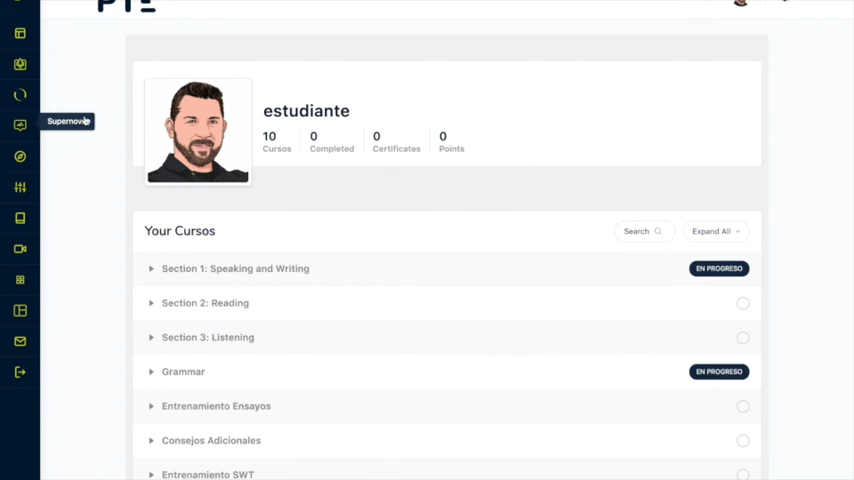 PTE
Supernovie
estudiante
10 0 0 0
Cursos Completed Certificates Points
Your Cursos
Search
Expand All
Section 1: Speaking and Writing
EN PROGRESO
Section 2: Reading
Section 3: Listening
Grammar
EN PROGRESO
Entrenamiento Ensayos
Consejos Adicionales
Entrenamiento SWT